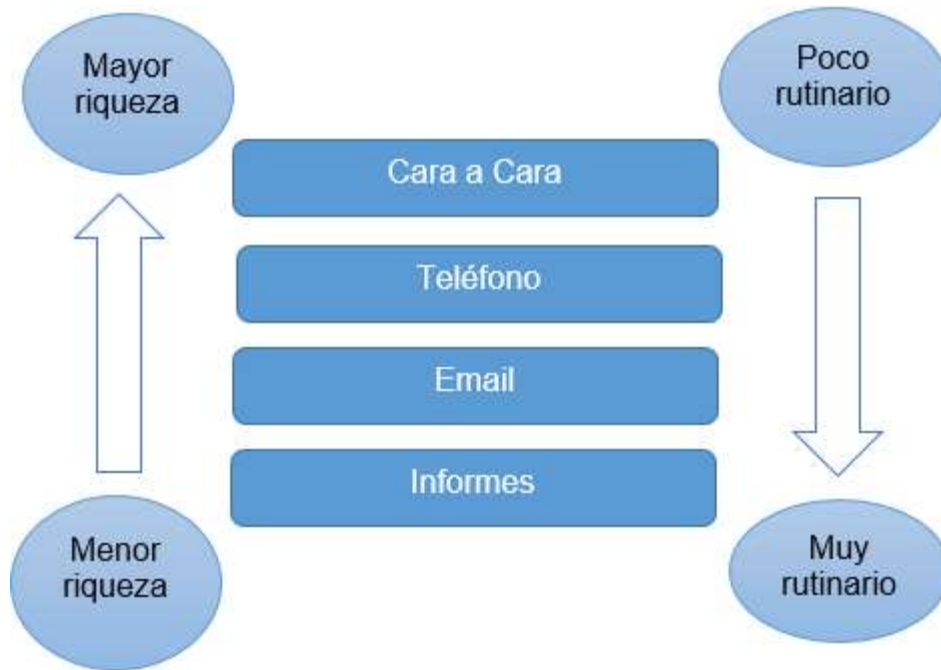 Mayor
riqueza
Poco
rutinario
Cara a Cara
Teléfono
Email
Informes
Menor
riqueza
Muy
rutinario